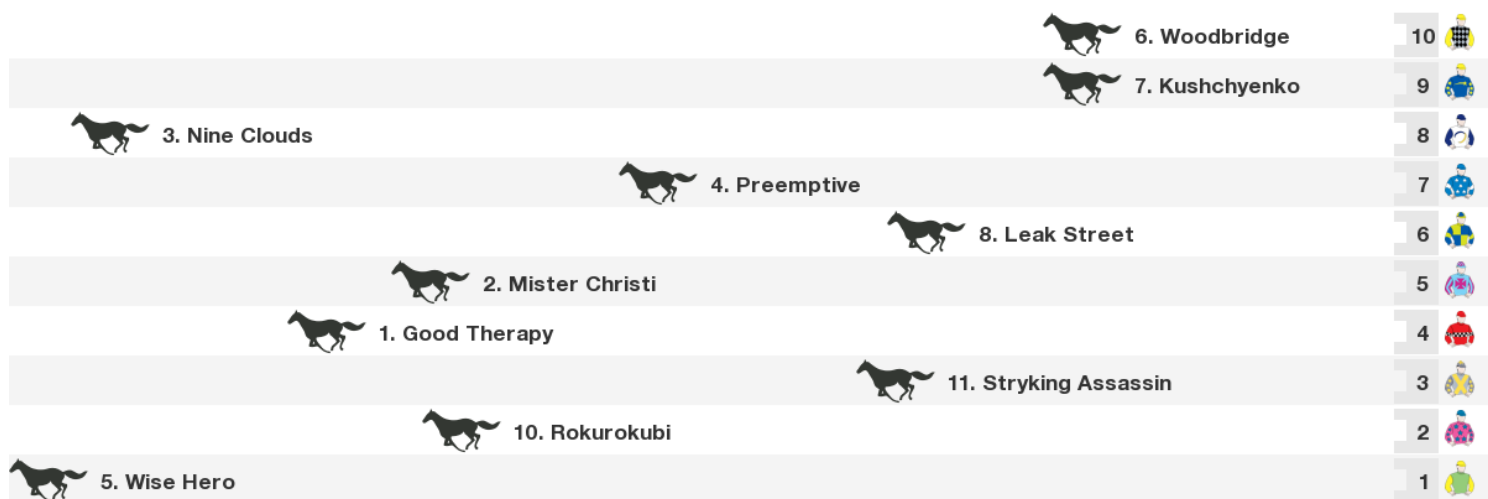 6. Woodbridge 10
7. Kushchyenko 9
3. Nine Clouds 8
4. Preemptive 7
8. Leak Street 6
2. Mister Christi 5
1. Good Therapy 4
11. Stryking Assassin 3
10. Rokurokubi 2
5. Wise Hero 1